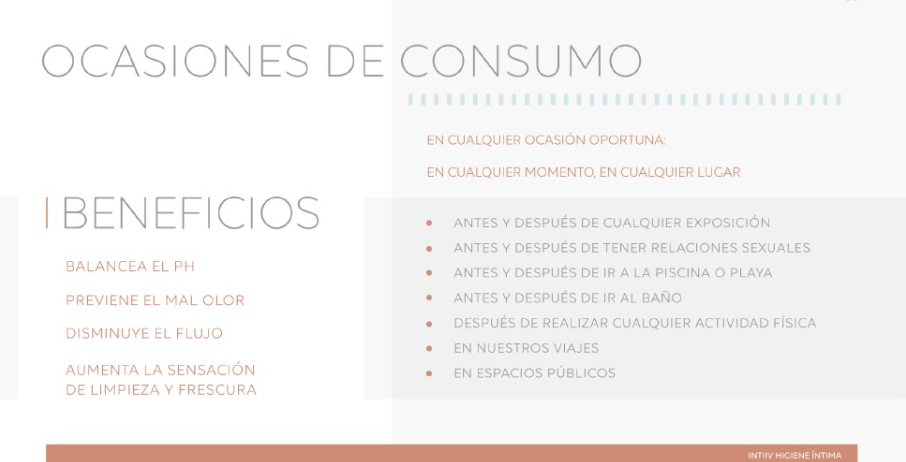 OCASIONES DE CONSUMO
EN CUALQUIER OCASIÓN OPORTUNA:
EN CUALQUIER MOMENTO, EN CUALQUIER LUGAR
BENEFICIOS
BALANCEA EL PH
PREVIENE EL MAL OLOR
DISMINUYE EL FLUJO
AUMENTA LA SENSACIÓN
DE LIMPIEZA Y FRESCURA
• ANTES Y DESPUÉS DE CUALQUIER EXPOSICIÓN
• ANTES Y DESPUÉS DE TENER RELACIONES SEXUALES
• ANTES Y DESPUÉS DE IR A LA PISCINA O PLAYA
• ANTES Y DESPUÉS DE IR AL BAÑO
• DESPUÉS DE REALIZAR CUALQUIER ACTIVIDAD FÍSICA
• EN NUESTROS VIAJES
• EN ESPACIOS PÚBLICOS
INTIIV HIGIENE ÍNTIMA